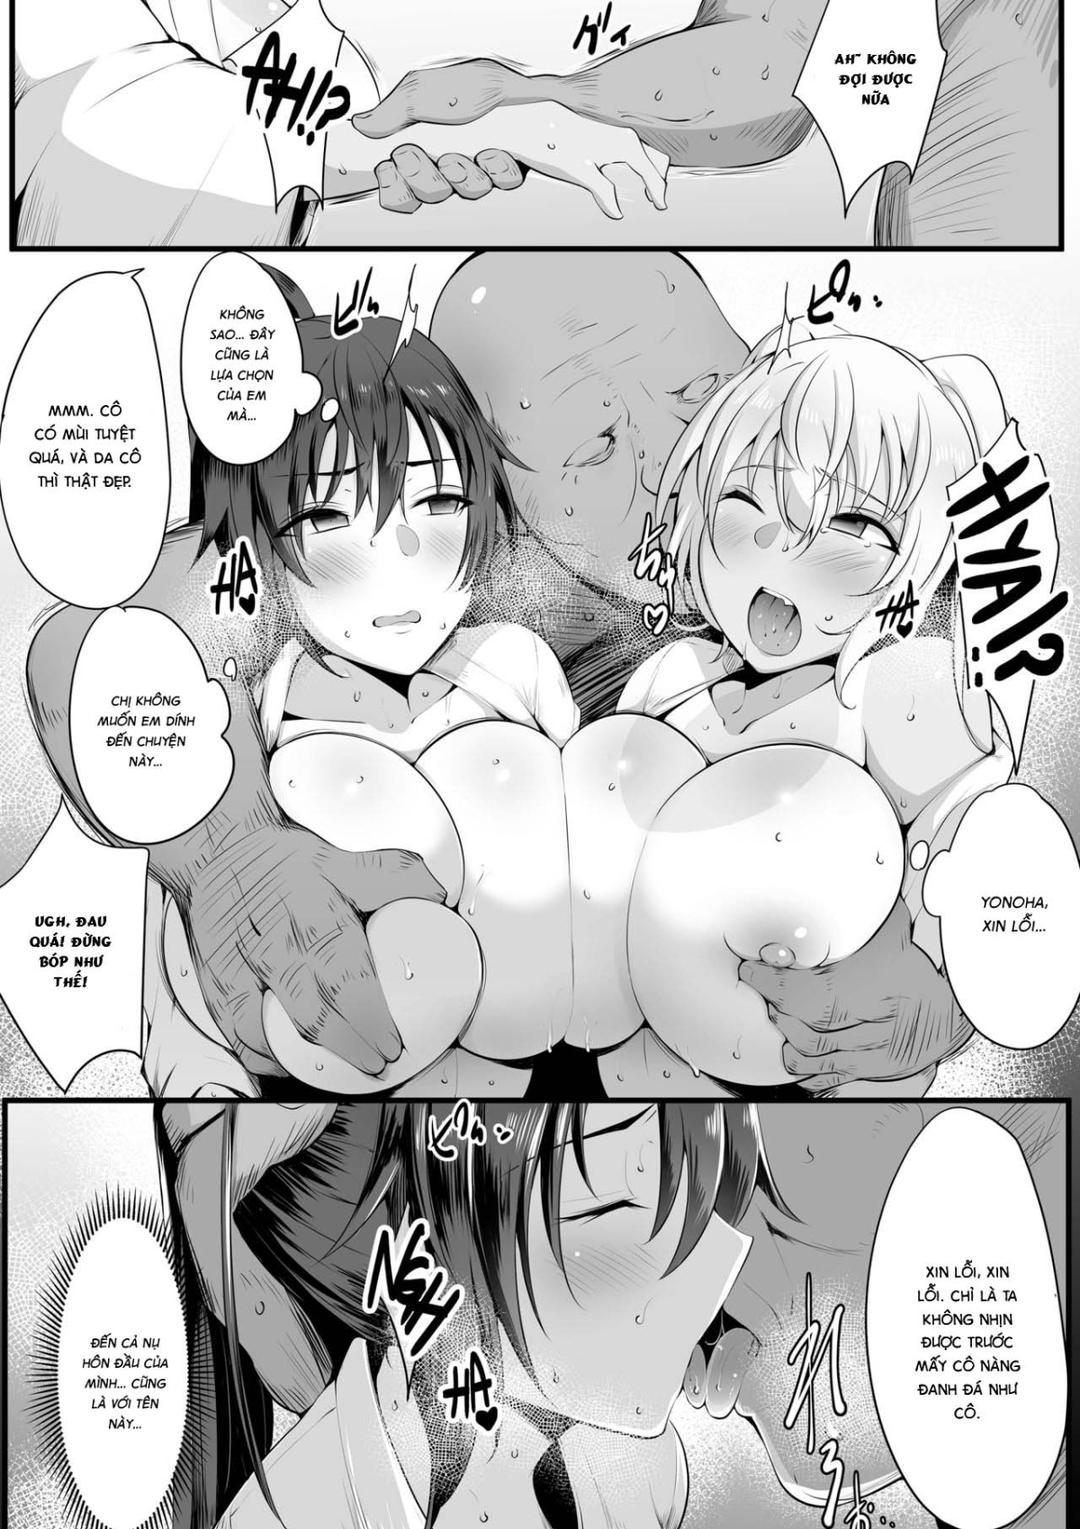 グイ
AH~ KHÔNG
ĐỢI ĐƯỢC
NỮA
AH!?
KHÔNG
SAO... ĐÂY
CŨNG LÀ
LỰA CHỌN
CỦA EM
MÀ...
MMM. CÔ
CÓ MÙI TUYỆT
QUÁ, VÀ DA CÔ
THÌ THẬT ĐẸP.
HYA!?
HA
HA
CHỊ KHÔNG
MUỐN EM DÍNH
ĐẾN CHUYỆN
NÀY...
YONOHA,
XIN LỖI...
UGH, ĐAU
QUÁ! ĐỪNG
BÓP NHƯ
THẾ!
NGH
HA
XIN LỖI, XIN
LỖI. CHỈ LÀ TA
KHÔNG NHỊN
ĐƯỢC TRƯỚC
MẤY CÔ NÀNG
ĐANH ĐÁ NHƯ
CÔ.
ĐẾN CẢ NỤ
HÔN ĐẦU CỦA
MÌNH... CŨNG
LÀ VỚI TÊN
NÀY...